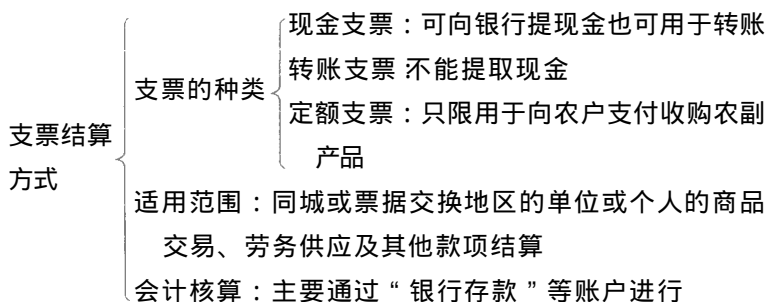 支票结算
方式
支票的种类
现金支票：可向银行提现金也可用于转账
转账支票 不能提取现金
定额支票：只限用于向农户支付收购农副
产品
适用范围：同城或票据交换地区的单位或个人的商品
交易、劳务供应及其他款项结算
会计核算：主要通过“银行存款”等账户进行